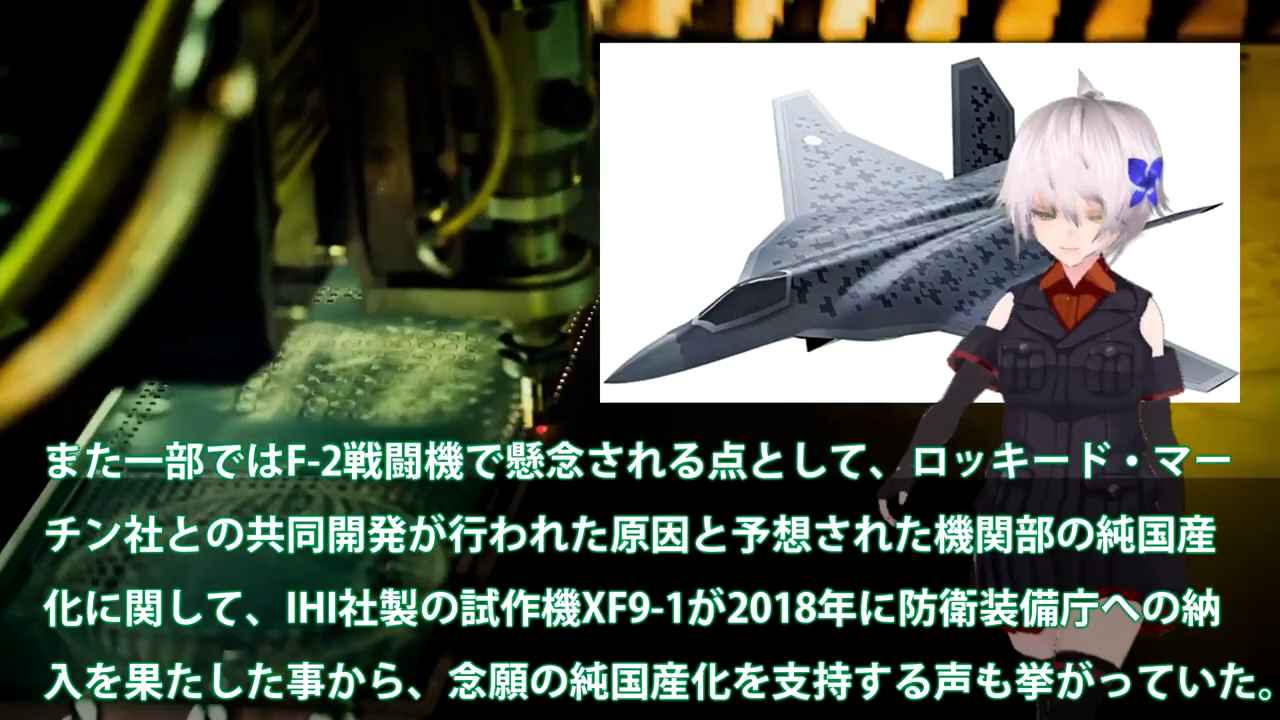 また一部ではF-2戦闘機で懸念される点として、ロッキード・マー
チン社との共同開発が行われた原因と予想された機関部の純国産
化に関して、IHI社製の試作機XF9-1が2018年に防衛装備庁への納
入を果たした事から、念願の純国産化を支持する声も挙がっていた。